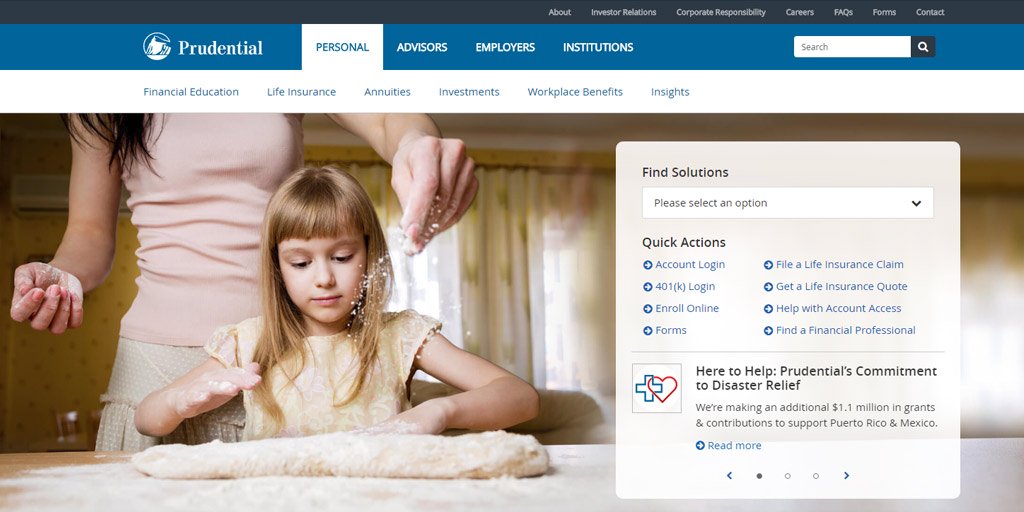 About Investor Relations Corporate Responsibility Careers FAQs Forms Contact
Prudential PERSONAL ADVISORS EMPLOYERS INSTITUTIONS Search
Financial Education Life Insurance Annuities Investments Workplace Benefits Insights
Find Solutions
Please select an option
Quick Actions
Account Login File a Life Insurance Claim
401(k) Login Get a Life Insurance Quote
Enroll Online Help with Account Access
Forms Find a Financial Professional
Here to Help: Prudential’s Commitment
to Disaster Relief
We’re making an additional $1.1 million in grants
& contributions to support Puerto Rico & Mexico.
Read more